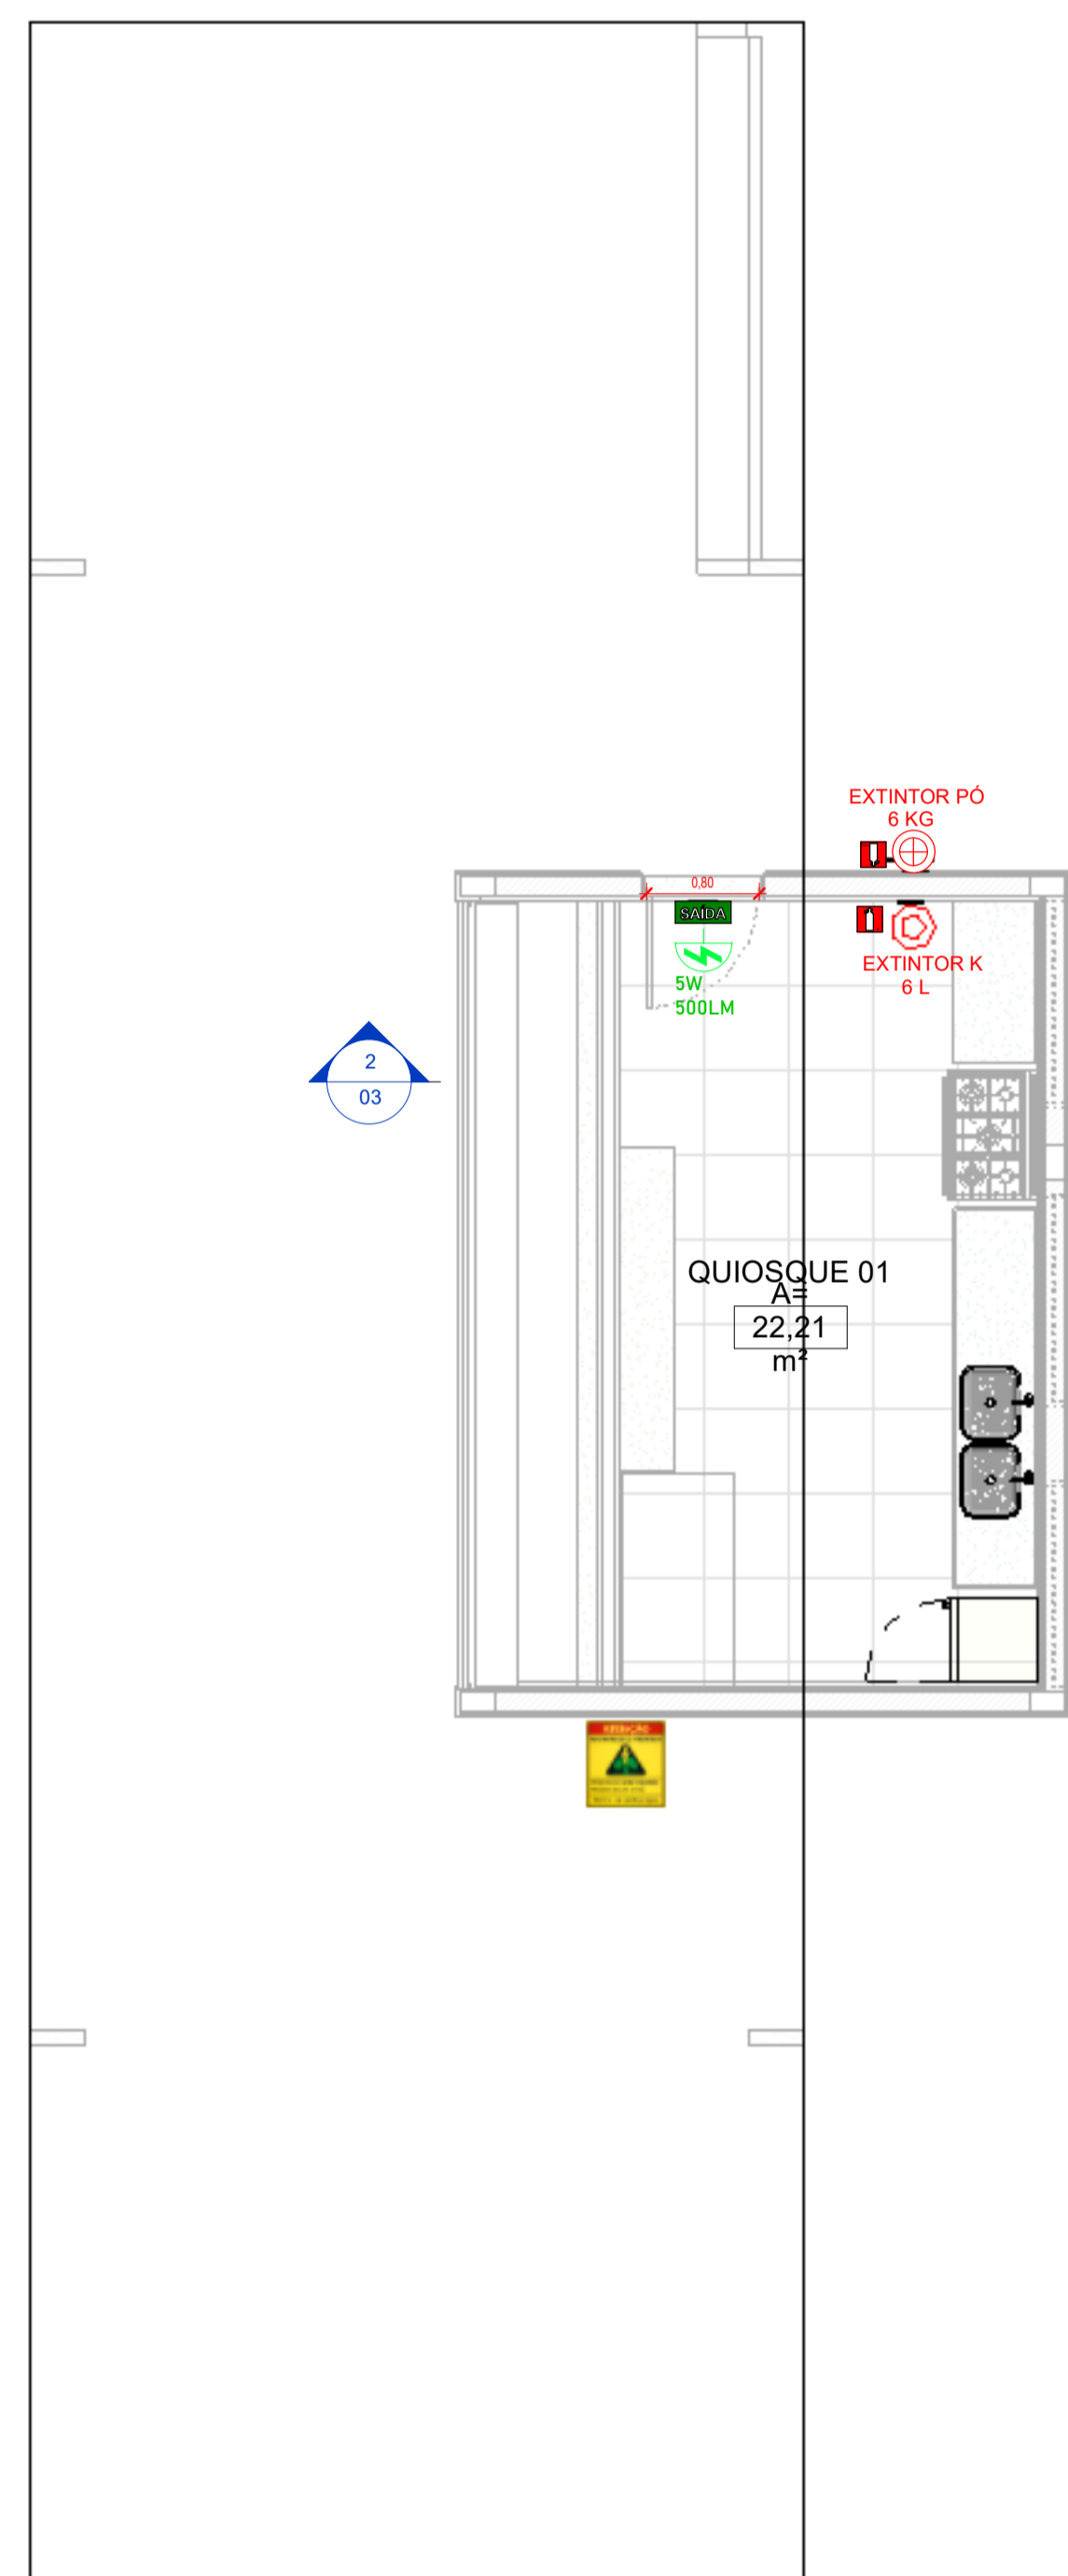 EXTINTOR PÓ
6 KG
0,80
SAÍDA
EXTINTOR K
6 L
5W
500LM
2
03
QUIOSQUE 01
A=
22,21
m²